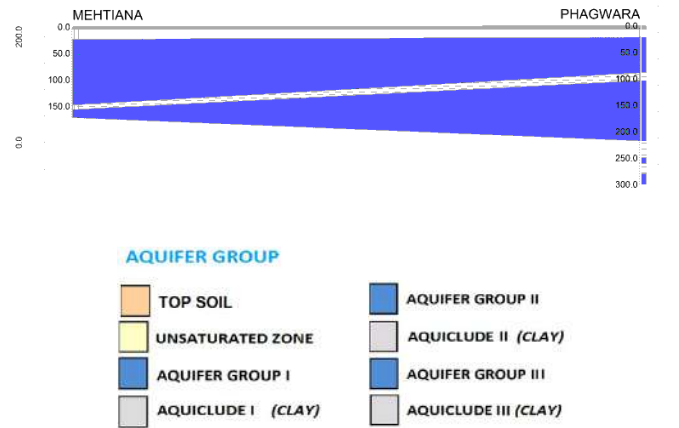 MEHTIANA PHAGWARA
0.0 0.0
200.0
50.0 50.0
100.0 100.0
150.0 150.0
200.0
0.0
250.0
300.0
AQUIFER GROUP
TOP SOIL
UNSATURATED ZONE
AQUIFER GROUP I
AQUICLUDE I (CLAY)
AQUIFER GROUP II
AQUICLUDE II (CLAY)
AQUIFER GROUP III
AQUICLUDE III (CLAY)